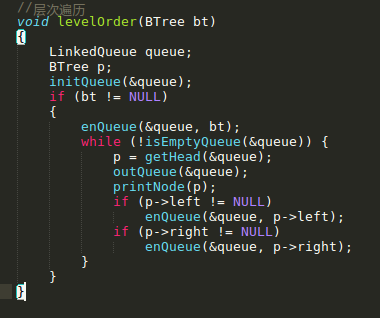 //层次遍历
void levelOrder(BTree bt)
{
    LinkedQueue queue;
    BTree p;
    initQueue(&queue);
    if (bt != NULL)
    {
        enQueue(&queue, bt);
        while (!isEmptyQueue(&queue)) {
            p = getHead(&queue);
            outQueue(&queue);
            printNode(p);
            if (p->left != NULL)
                enQueue(&queue, p->left);
            if (p->right != NULL)
                enQueue(&queue, p->right);
        }
    }
}